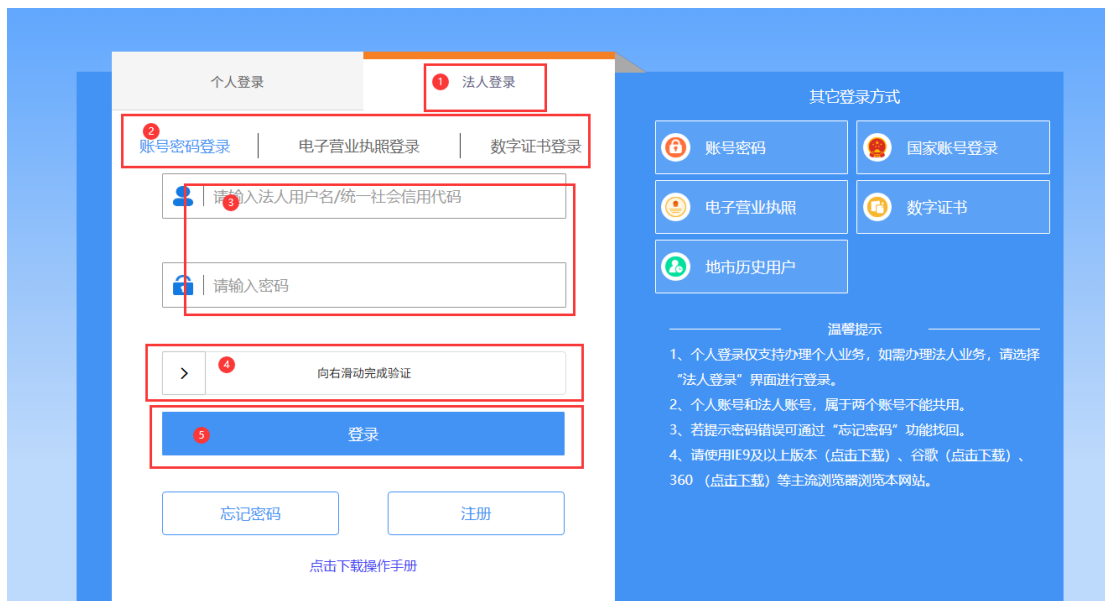 个人登录
1 法人登录
2
账号密码登录 电子营业执照登录 数字证书登录
请输入法人用户名/统一社会信用代码
3
请输入密码
4 向右滑动完成验证
5 登录
忘记密码 注册
点击下载操作手册
其它登录方式
账号密码 国家账号登录
电子营业执照 数字证书
地市历史用户
温馨提示
1、个人登录仅支持办理个人业务，如需办理法人业务，请选择
“法人登录”界面进行登录。
2、个人账号和法人账号，属于两个账号不能共用。
3、若提示密码错误可通过“忘记密码”功能找回。
4、请使用IE9及以上版本（点击下载）、谷歌（点击下载）、
360 （点击下载）等主流浏览器浏览本网站。